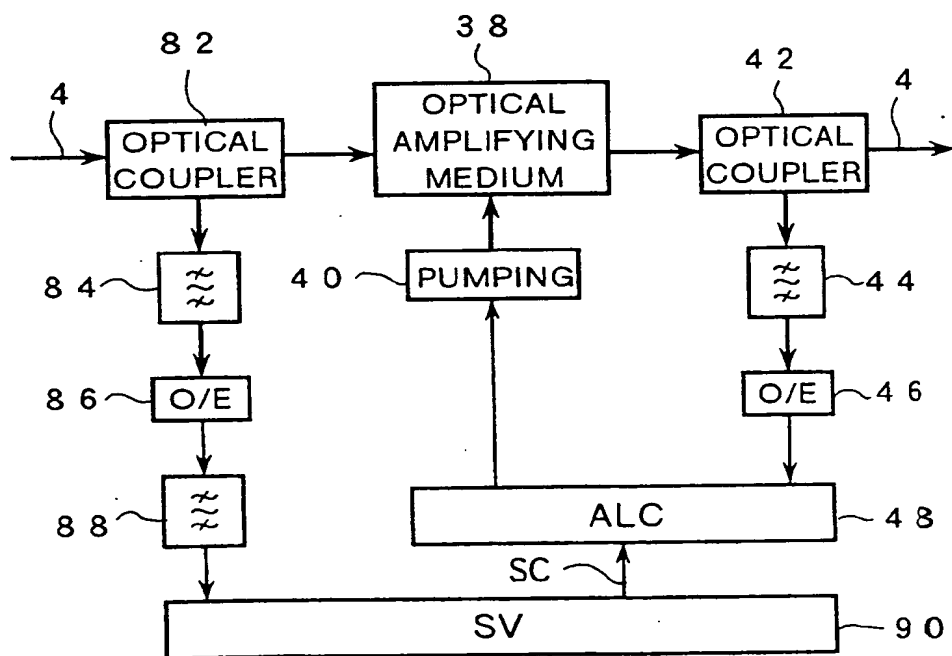 82
38
42
4
4
OPTICAL
COUPLER
OPTICAL
AMPLIFYING
MEDIUM
OPTICAL
COUPLER
84
40
PUMPING
44
86
O/E
O/E
46
88
ALC
48
SC
SV
90